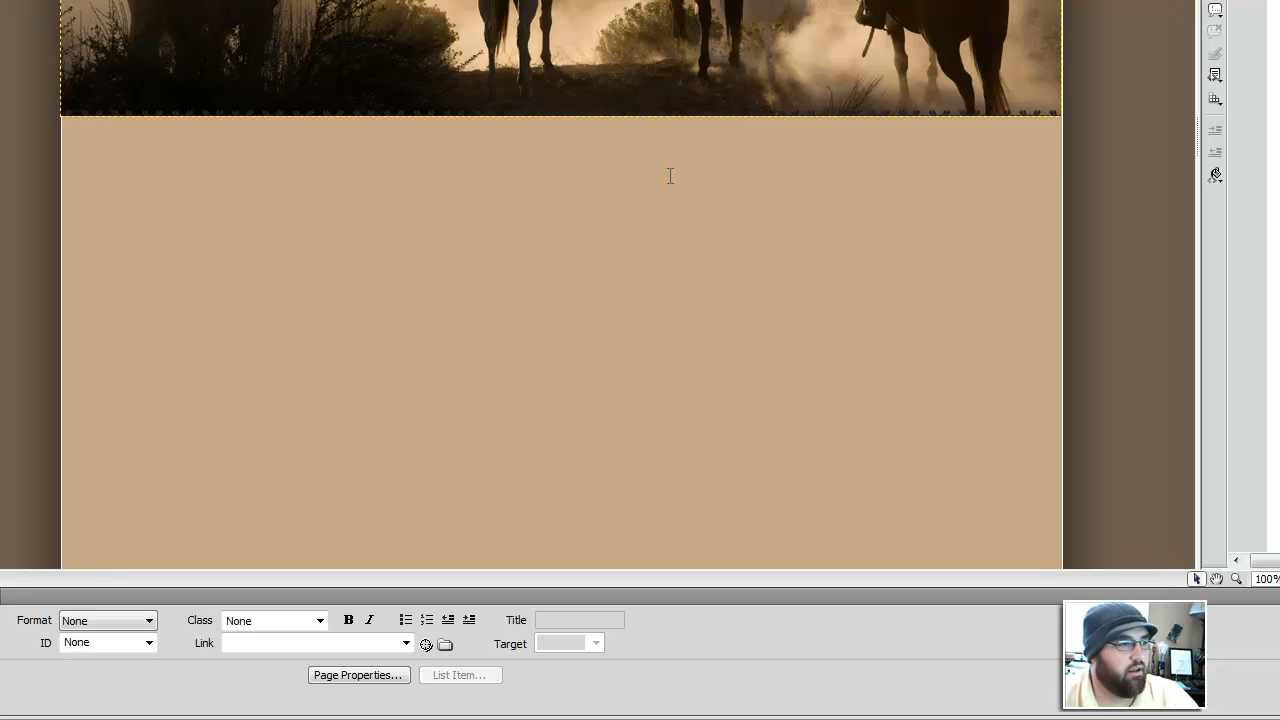 100%
Format None Class None B I Title
ID None Link Target
Page Properties... List Item...